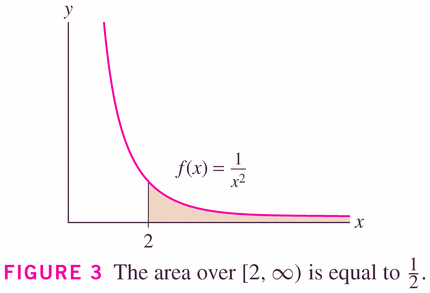 y
f(x) = 1/x²
x
2
FIGURE 3 The area over [2, ∞) is equal to 1/2.